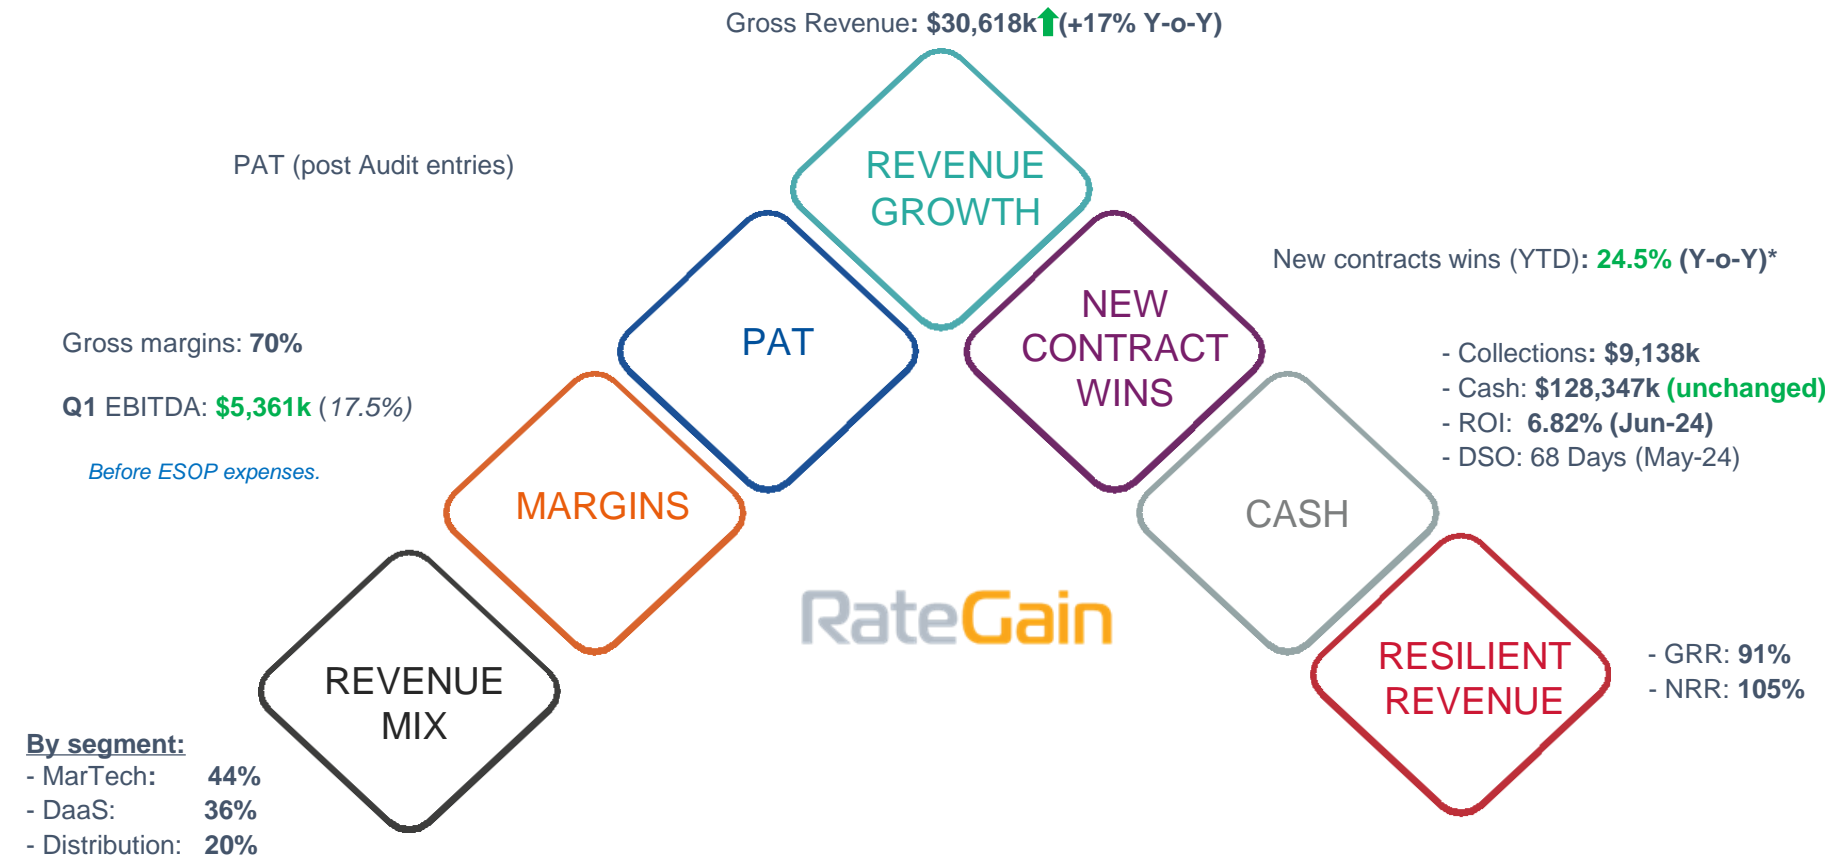 Gross Revenue: $30,618k (+17% Y-o-Y)
REVENUE
GROWTH
PAT (post Audit entries)
PAT
NEW
CONTRACT
WINS
New contracts wins (YTD): 24.5% (Y-o-Y)*
Gross margins: 70%
Q1 EBITDA: $5,361k (17.5%)
Before ESOP expenses.
MARGINS
- Collections: $9,138k
- Cash: $128,347k (unchanged)
- ROI: 6.82% (Jun-24)
- DSO: 68 Days (May-24)
CASH
RateGain
REVENUE
MIX
RESILIENT
REVENUE
- GRR: 91%
- NRR: 105%
By segment:
- MarTech: 44%
- DaaS: 36%
- Distribution: 20%